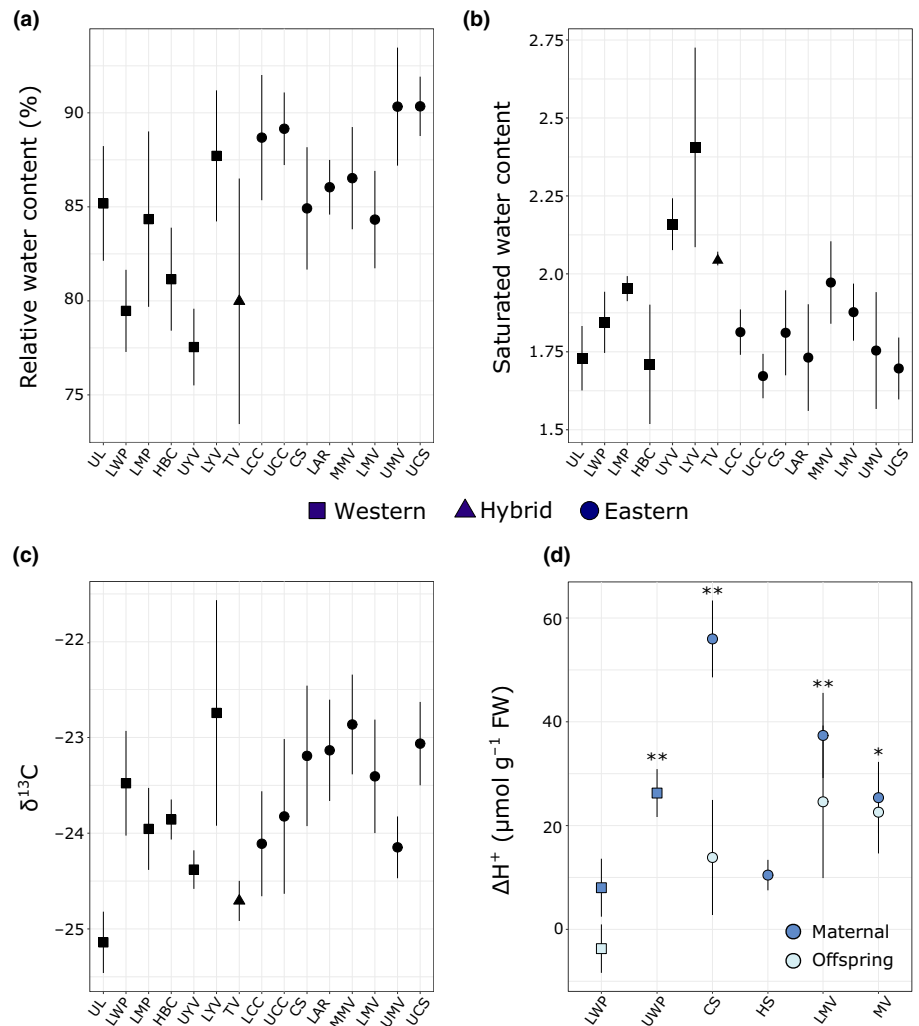 (a)
Relative water content (%)
90
85
80
75
UL LWP LMP HBC UYV LYV TV LCC UCC CS LAR MMV LMV UMV UCS
(b)
Saturated water content
2.75
2.5
2.25
2.0
1.75
1.5
UL LWP LMP HBC UYV LYV TV LCC UCC CS LAR MMV LMV UMV UCS
Western Hybrid Eastern
(c)
δ¹³C
−22
−23
−24
−25
UL LWP LMP HBC UYV LYV TV LCC UCC CS LAR MMV LMV UMV UCS
(d)
ΔH⁺ (µmol g⁻¹ FW)
60
40
20
0
**
**
**
*
Maternal
Offspring
LWP UWP CS HS LMV MV